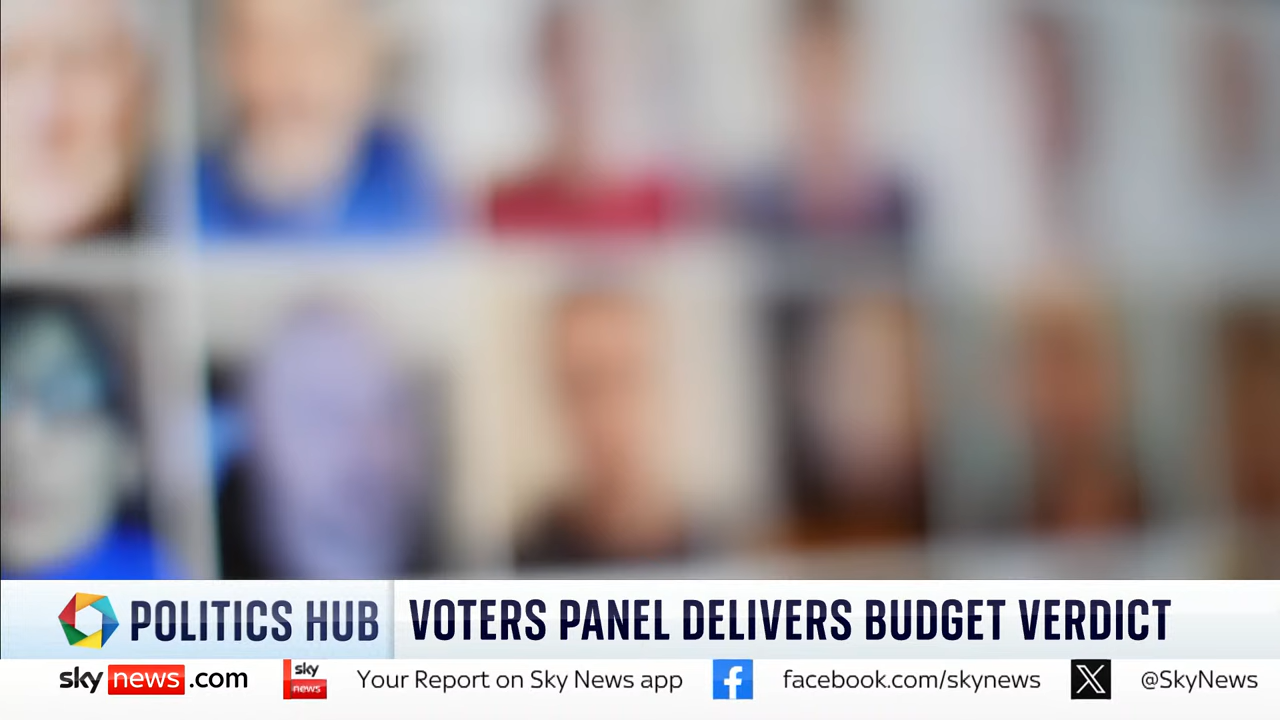 POLITICS HUB
VOTERS PANEL DELIVERS BUDGET VERDICT
sky news .com
sky news
Your Report on Sky News app
facebook.com/skynews
@SkyNews